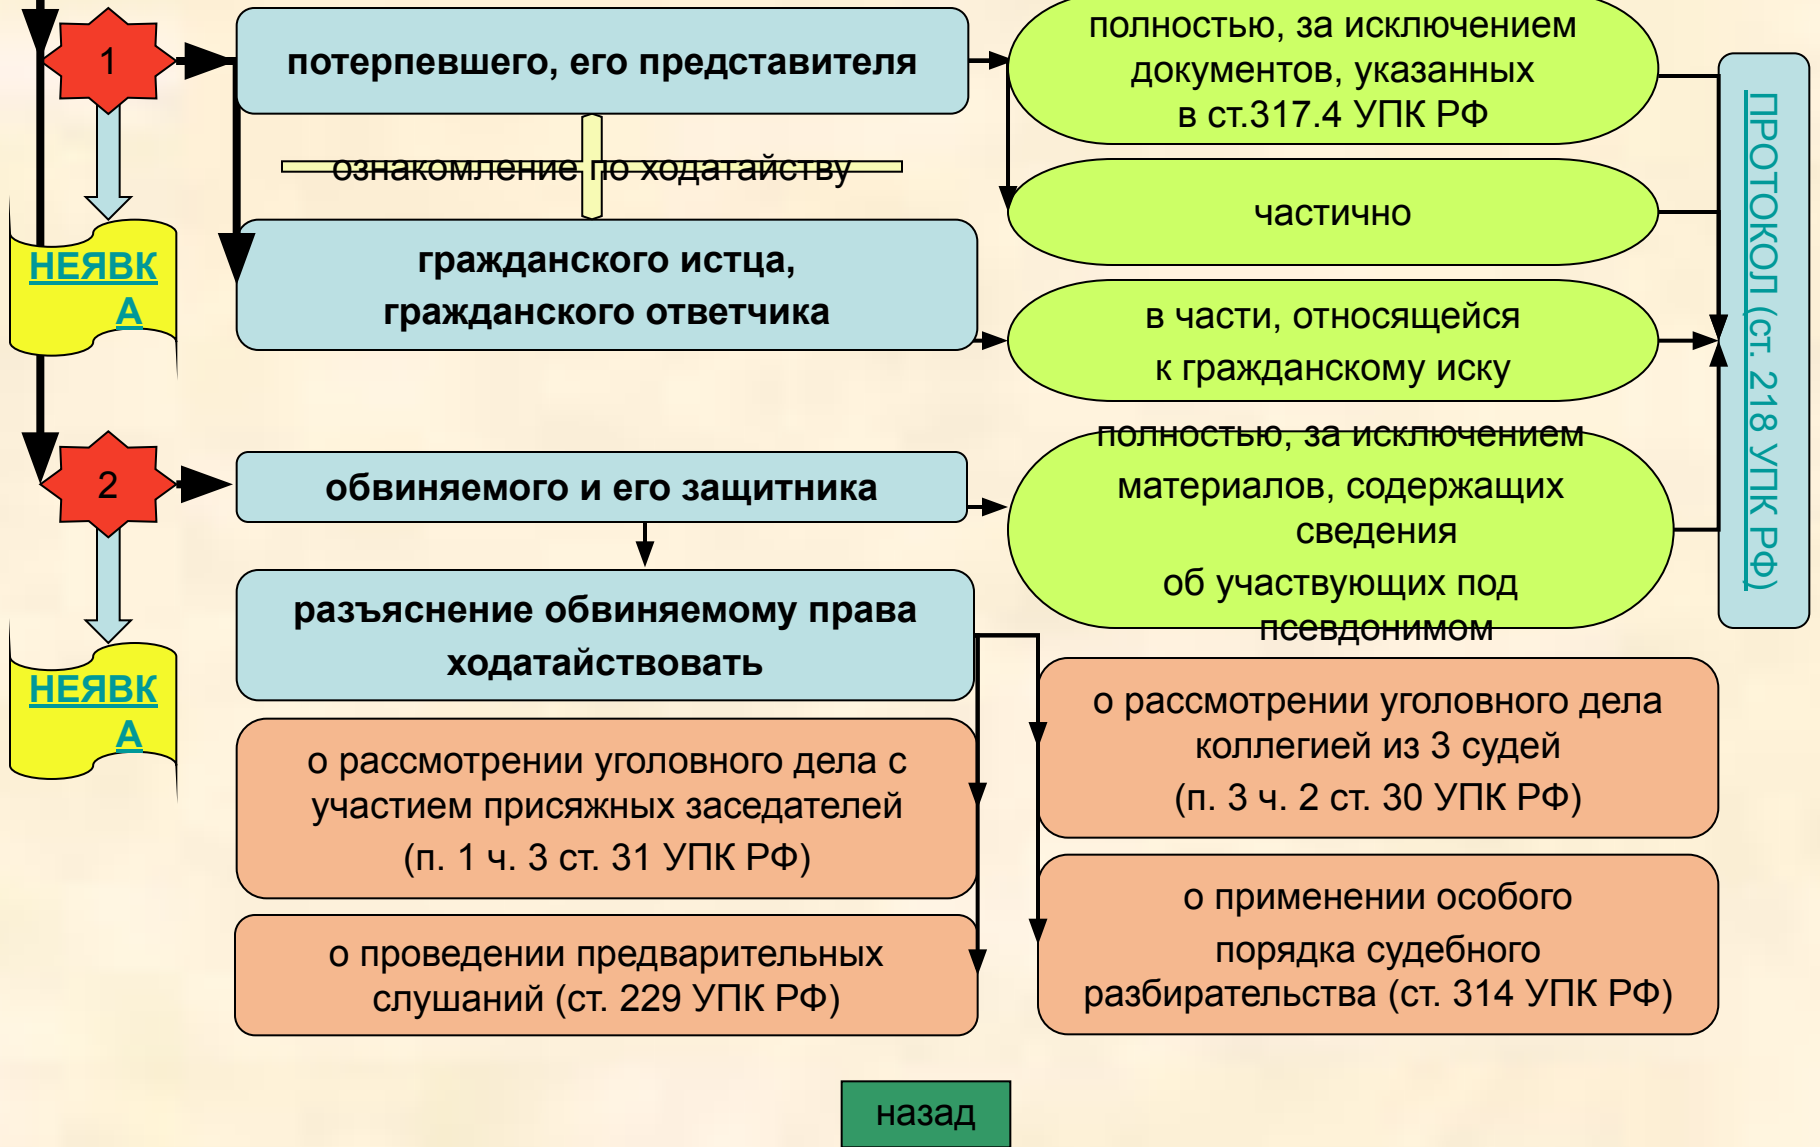 1
потерпевшего, его представителя
полностью, за исключением
документов, указанных
в ст.317.4 УПК РФ
ознакомление по ходатайству
частично
НЕЯВК
А
гражданского истца,
гражданского ответчика
в части, относящейся
к гражданскому иску
ПРОТОКОЛ (ст. 218 УПК РФ)
2
обвиняемого и его защитника
полностью, за исключением
материалов, содержащих
сведения
об участвующих под
псевдонимом
НЕЯВК
А
разъяснение обвиняемому права
ходатайствовать
о рассмотрении уголовного дела с
участием присяжных заседателей
(п. 1 ч. 3 ст. 31 УПК РФ)
о рассмотрении уголовного дела
коллегией из 3 судей
(п. 3 ч. 2 ст. 30 УПК РФ)
о проведении предварительных
слушаний (ст. 229 УПК РФ)
о применении особого
порядка судебного
разбирательства (ст. 314 УПК РФ)
назад